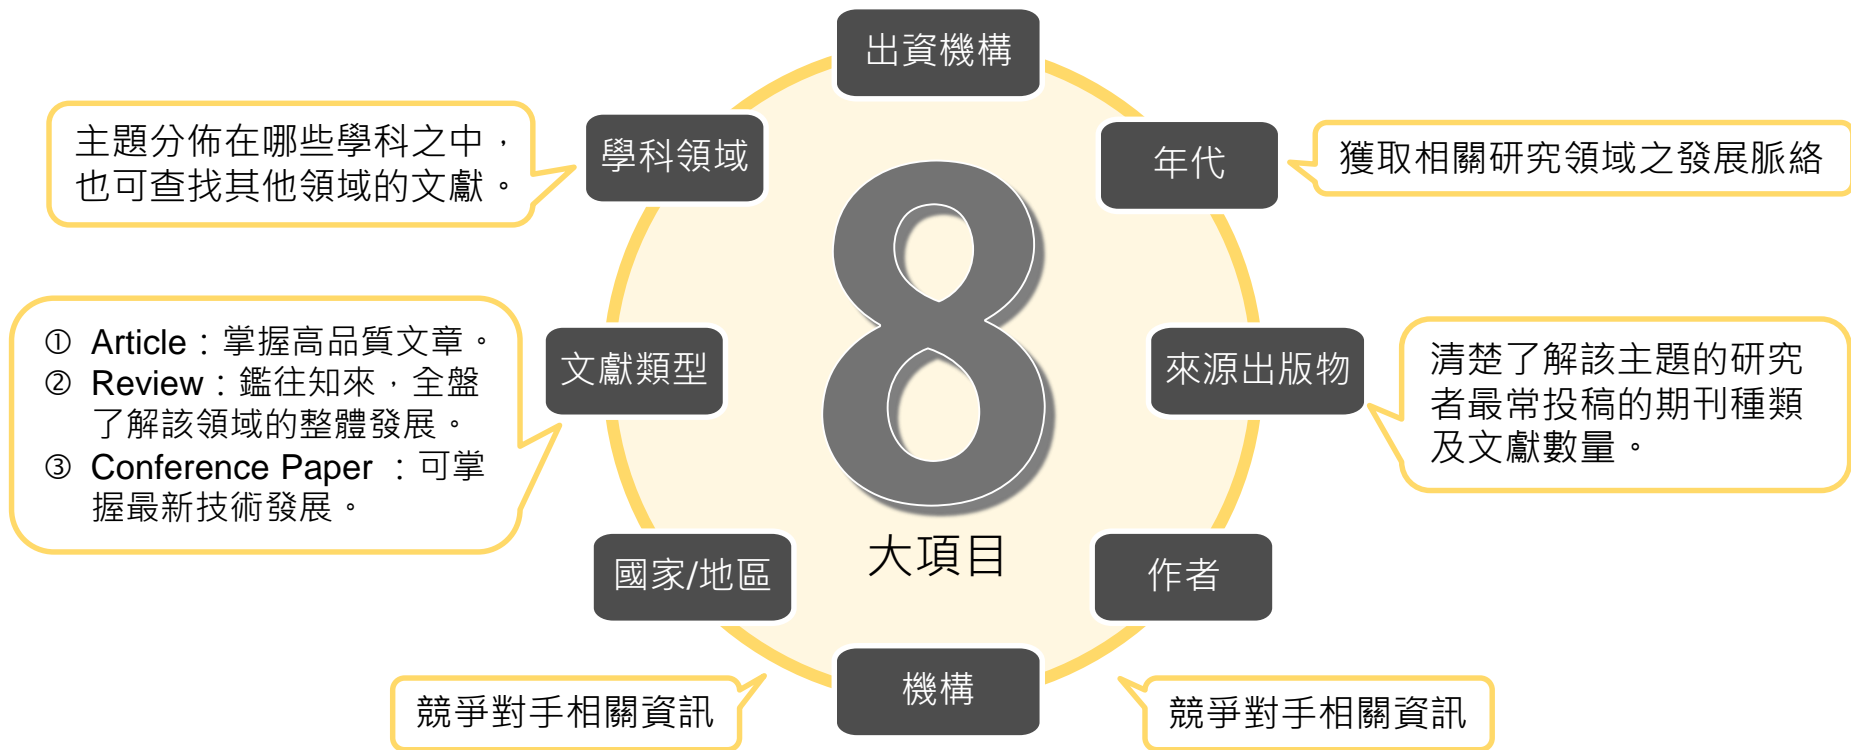 出資機構
主題分佈在哪些學科之中，
也可查找其他領域的文獻。
學科領域
年代
獲取相關研究領域之發展脈絡
8
① Article：掌握高品質文章。
② Review：鑑往知來，全盤
了解該領域的整體發展。
③ Conference Paper ：可掌
握最新技術發展。
文獻類型
來源出版物
清楚了解該主題的研究
者最常投稿的期刊種類
及文獻數量。
大項目
國家/地區
作者
機構
競爭對手相關資訊
競爭對手相關資訊